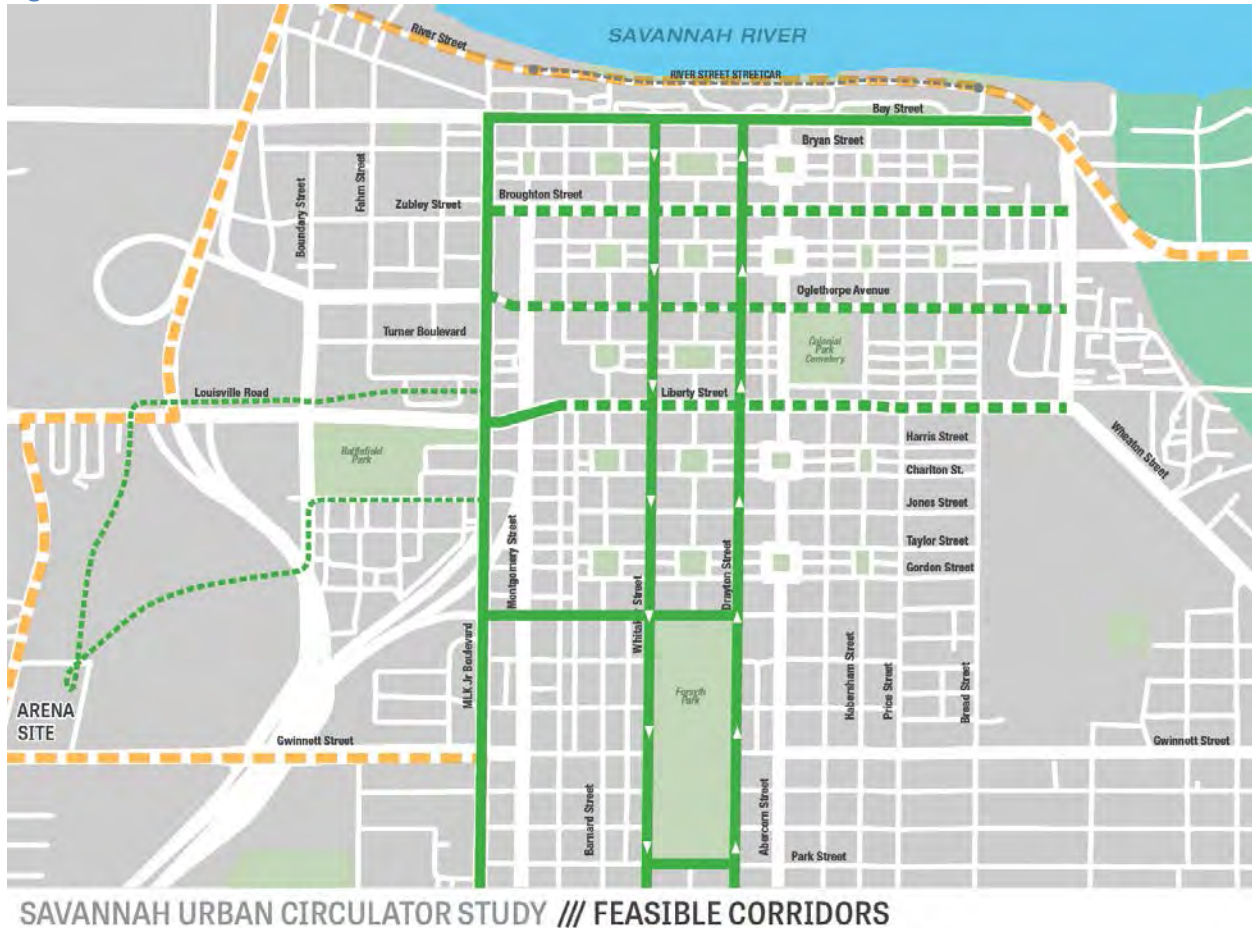 SAVANNAH RIVER
River Street
RIVER STREET STREETCAR
Bay Street
Bryan Street
Fahm Street
Boundary Street
Zubley Street
Broughton Street
Oglethorpe Avenue
Turner Boulevard
Colonial
Park
Cemetery
Louisville Road
Liberty Street
Battlefield
Park
Harris Street
Charlton St.
Wheaton Street
Jones Street
Taylor Street
Gordon Street
Montgomery Street
Whitaker Street
Drayton Street
MLK Jr Boulevard
Forsyth
Park
Habersham Street
Price Street
Broad Street
ARENA
SITE
Gwinnett Street
Gwinnett Street
Barnard Street
Abercorn Street
Park Street
SAVANNAH URBAN CIRCULATOR STUDY /// FEASIBLE CORRIDORS